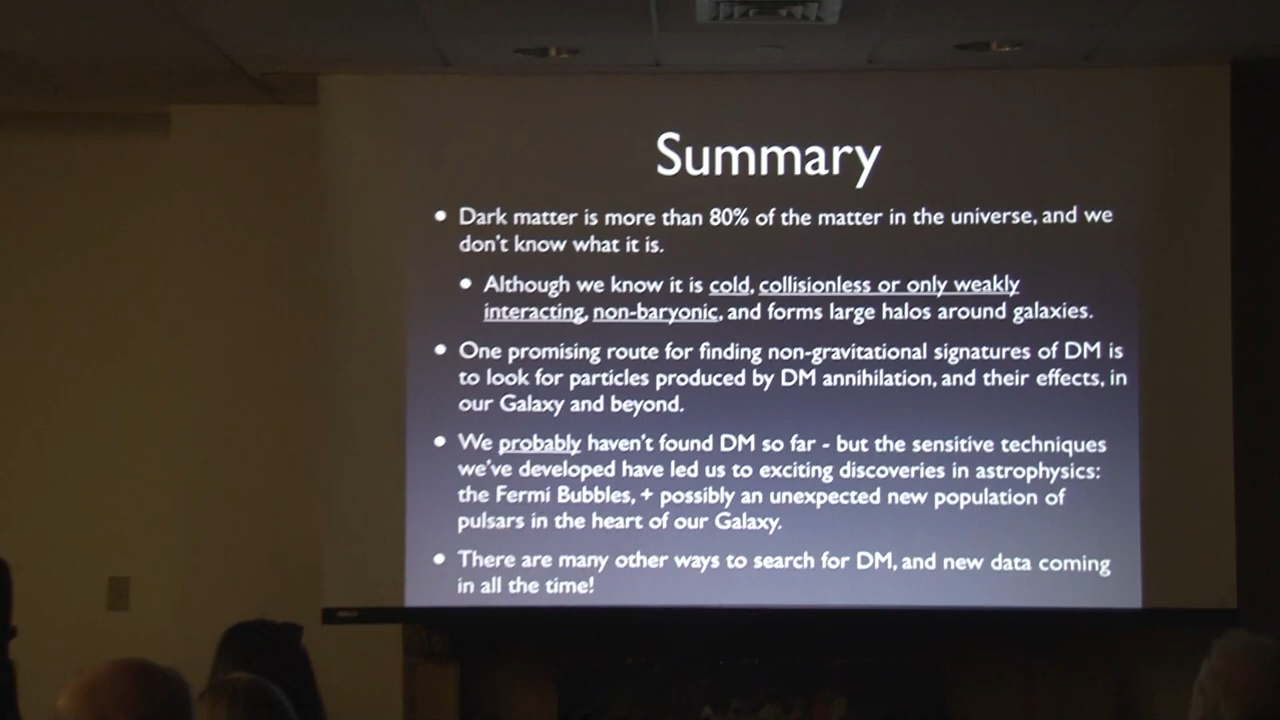 Summary
• Dark matter is more than 80% of the matter in the universe, and we
don't know what it is.
• Although we know it is cold, collisionless or only weakly
interacting, non-baryonic, and forms large halos around galaxies.
• One promising route for finding non-gravitational signatures of DM is
to look for particles produced by DM annihilation, and their effects, in
our Galaxy and beyond.
• We probably haven't found DM so far - but the sensitive techniques
we've developed have led us to exciting discoveries in astrophysics:
the Fermi Bubbles, + possibly an unexpected new population of
pulsars in the heart of our Galaxy.
• There are many other ways to search for DM, and new data coming
in all the time!